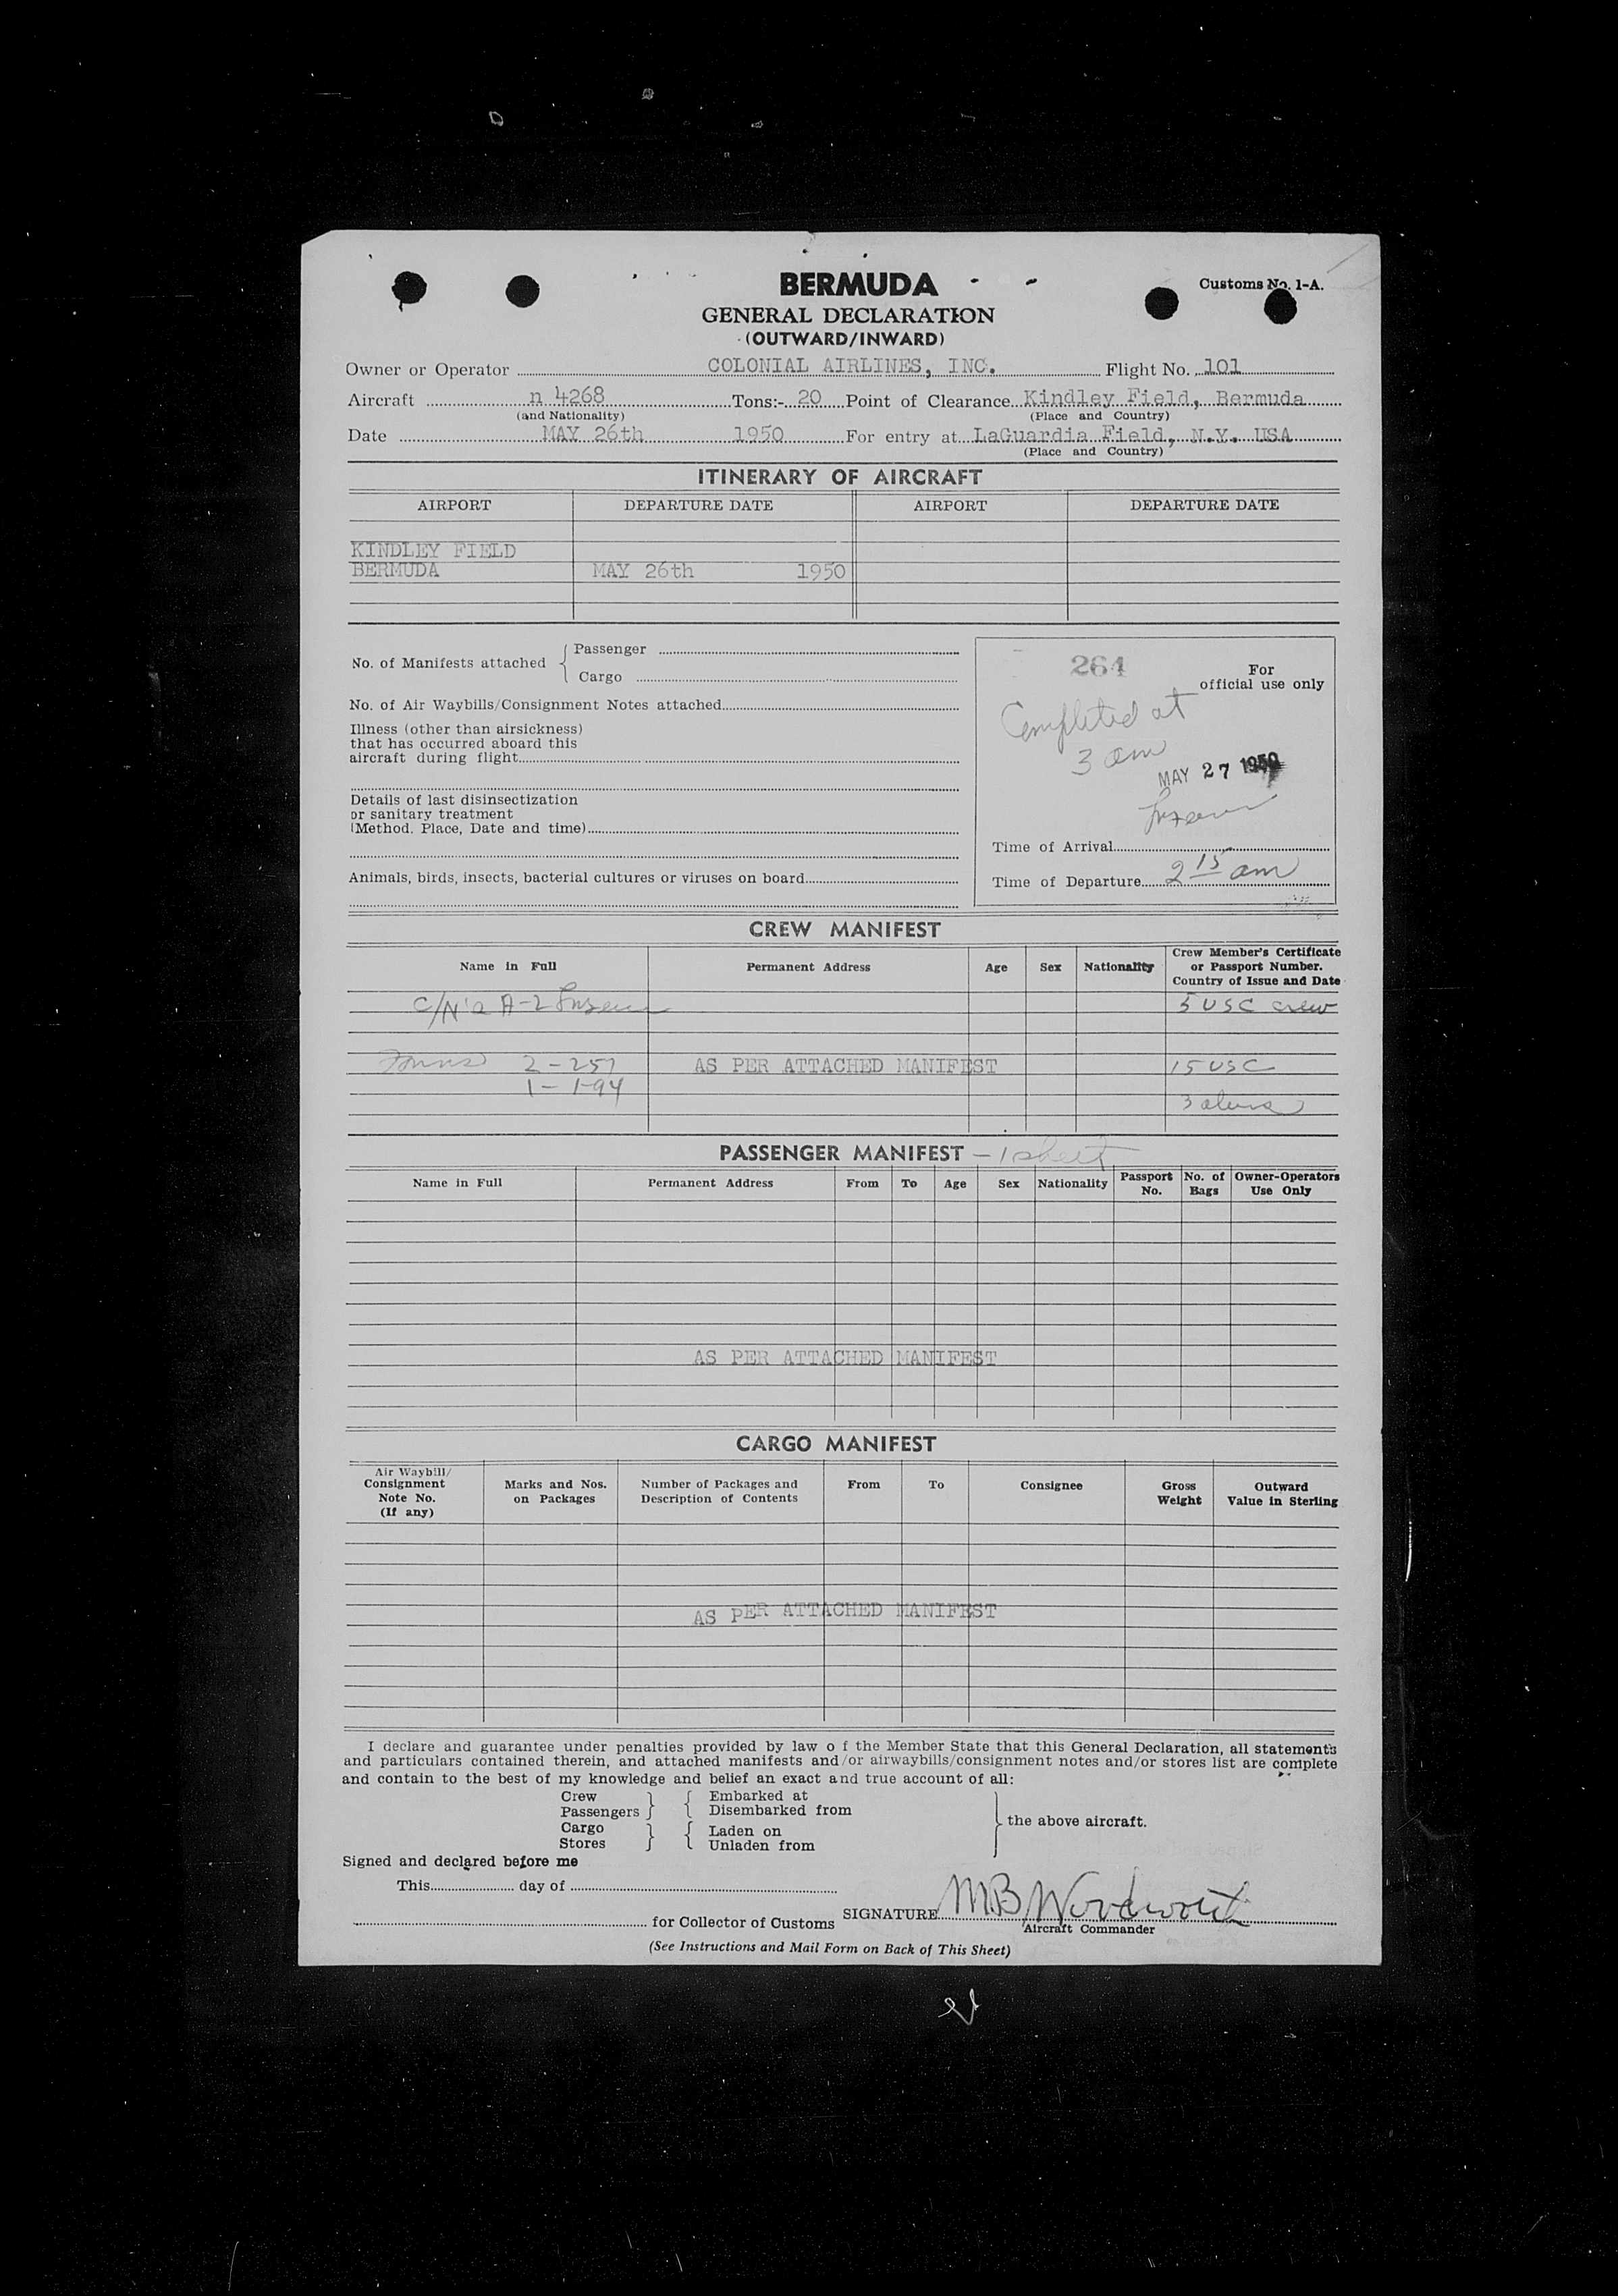 BERMUDA
Customs No. 1-A.
GENERAL DECLARATION
(OUTWARD/INWARD)
Owner or Operator COLONIAL AIRLINES, INC. Flight No. 101
Aircraft n 4268 Tons:- 20 Point of Clearance Kindley Field, Bermuda
(and Nationality) (Place and Country)
Date MAY 26th 1950 For entry at LaGuardia Field, N.Y. USA
(Place and Country)
ITINERARY OF AIRCRAFT
AIRPORT DEPARTURE DATE AIRPORT DEPARTURE DATE
KINDLEY FIELD
BERMUDA MAY 26th 1950
No. of Manifests attached { Passenger
Cargo
No. of Air Waybills/Consignment Notes attached
Illness (other than airsickness)
that has occurred aboard this
aircraft during flight
Details of last disinsectization
or sanitary treatment
(Method. Place, Date and time)
Animals, birds, insects, bacterial cultures or viruses on board
264
For
official use only
Completed at
3 am
MAY 27 1950
Time of Arrival
Time of Departure 2 15 am
CREW MANIFEST
Name in Full Permanent Address Age Sex Nationality Crew Member's Certificate
or Passport Number.
Country of Issue and Date
C/N'a A-2 5 USC crew
2-257 AS PER ATTACHED MANIFEST 15 USC
1-194
3 aliens
PASSENGER MANIFEST - 1 sheet
Name in Full Permanent Address From To Age Sex Nationality Passport No. No. of Bags Owner-Operators Use Only
AS PER ATTACHED MANIFEST
CARGO MANIFEST
Air Waybill/
Consignment
Note No.
(If any)
Marks and Nos.
on Packages
Number of Packages and
Description of Contents
From To Consignee
Gross
Weight
Outward
Value in Sterling
AS PER ATTACHED MANIFEST
I declare and guarantee under penalties provided by law o f the Member State that this General Declaration, all statements
and particulars contained therein, and attached manifests and/or airwaybills/consignment notes and/or stores list are complete
and contain to the best of my knowledge and belief an exact and true account of all:
Crew } { Embarked at
Passengers } { Disembarked from
} the above aircraft.
Cargo } { Laden on
Stores } { Unladen from
Signed and declared before me
This day of
for Collector of Customs SIGNATURE M.B. Woodworth
Aircraft Commander
(See Instructions and Mail Form on Back of This Sheet)